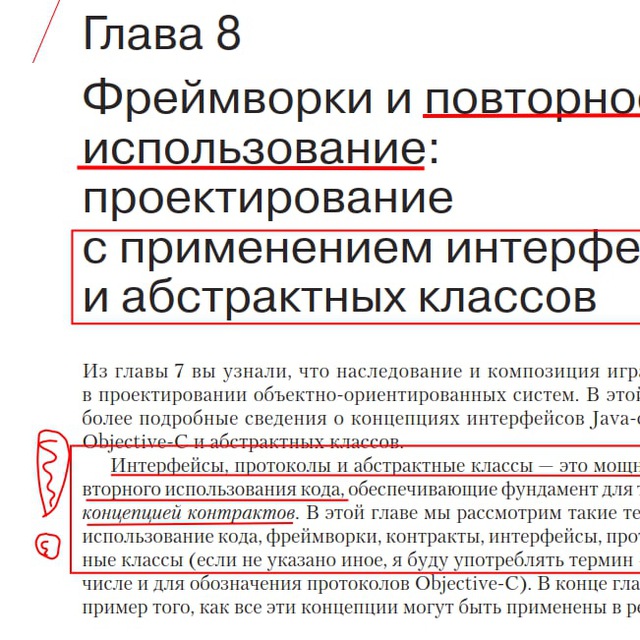 Глава 8
Фреймворки и повторно
использование:
проектирование
с применением интерфе
и абстрактных классов
Из главы 7 вы узнали, что наследование и композиция игра
в проектировании объектно-ориентированных систем. В этой
более подробные сведения о концепциях интерфейсов Java-
Objective-C и абстрактных классов.
Интерфейсы, протоколы и абстрактные классы — это мощн
вторного использования кода, обеспечивающие фундамент для
концепцией контрактов. В этой главе мы рассмотрим такие те
использование кода, фреймворки, контракты, интерфейсы, про
ные классы (если не указано иное, я буду употреблять термин
числе и для обозначения протоколов Objective-C). В конце гла
пример того, как все эти концепции могут быть применены в ре